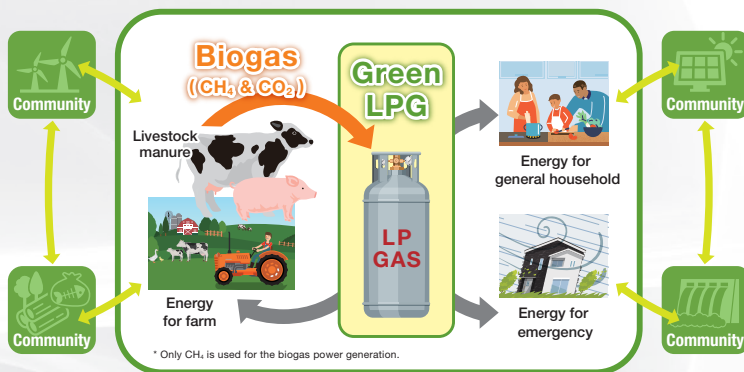 Biogas
(CH₄ & CO₂)
Green
LPG
Community
Community
Livestock
manure
Energy for
general household
LP
GAS
Energy
for farm
Energy for
emergency
Community
Community
* Only CH₄ is used for the biogas power generation.